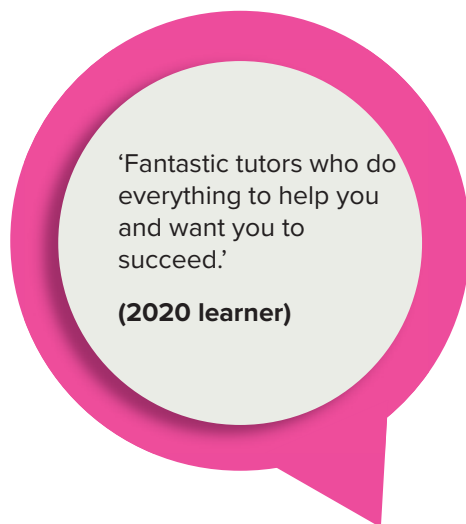 ‘Fantastic tutors who do
everything to help you
and want you to
succeed.’
(2020 learner)